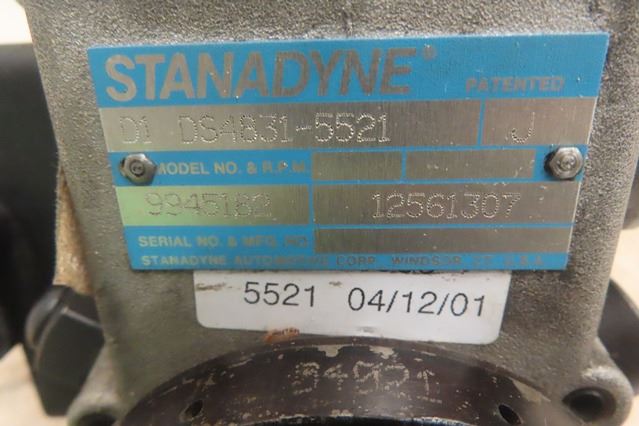 STANADYNE® PATENTED
D1 DS4831-5521 J
MODEL NO. & R.P.M.
9945182 12561307
SERIAL NO. & MFG. NO.
STANADYNE AUTOMOTIVE CORP. WINDSOR, CT. U.S.A.
5521 04/12/01